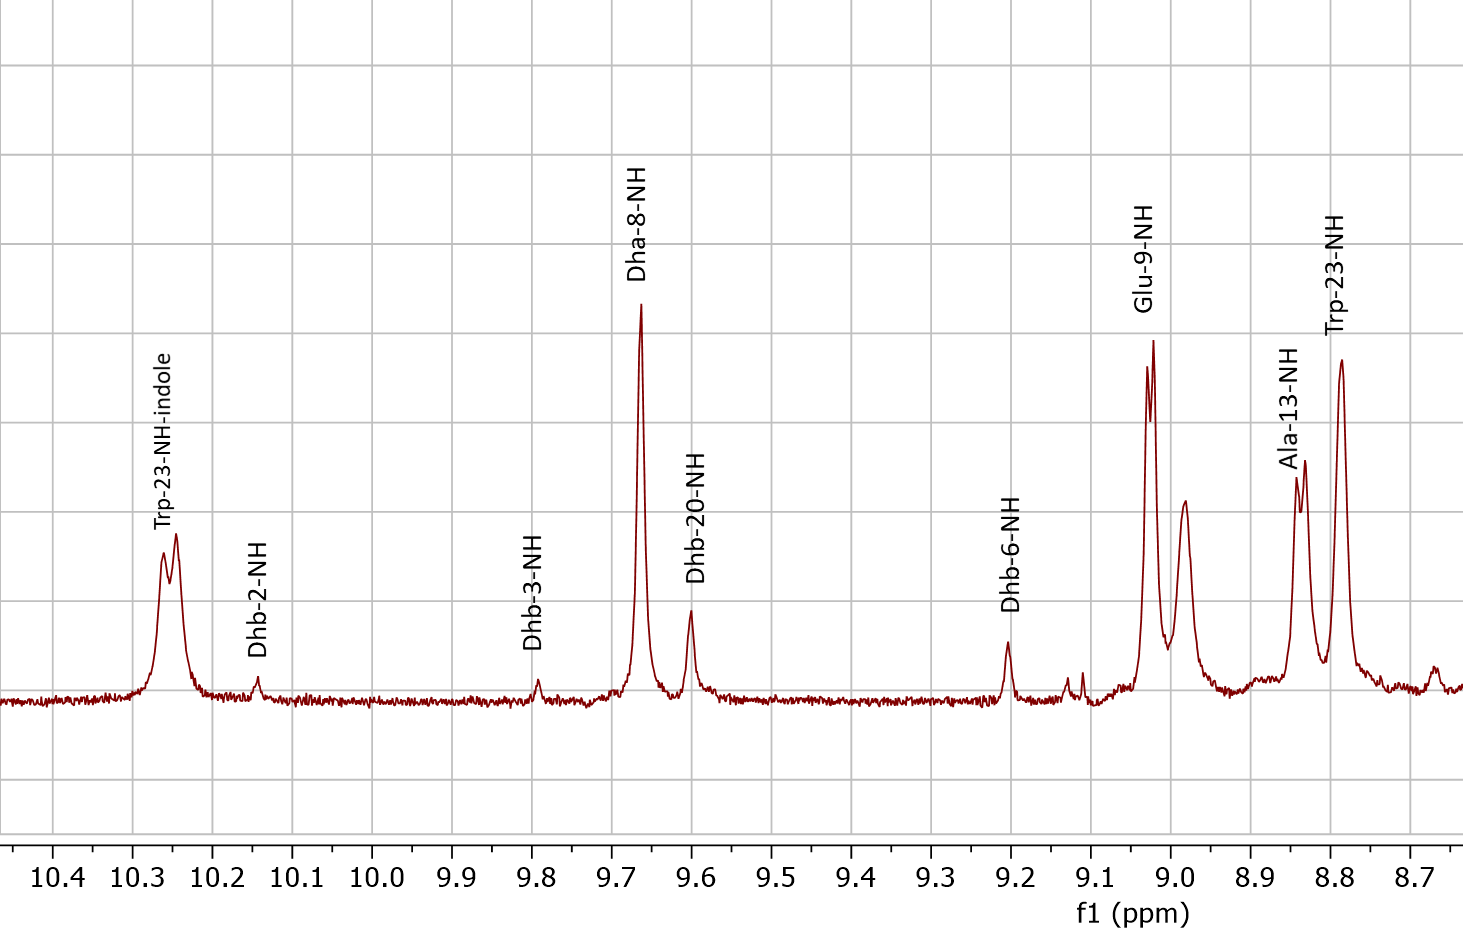 Trp-23-NH-indole
Dhb-2-NH
Dhb-3-NH
Dha-8-NH
Dhb-20-NH
Dhb-6-NH
Glu-9-NH
Ala-13-NH
Trp-23-NH
10.4 10.3 10.2 10.1 10.0 9.9 9.8 9.7 9.6 9.5 9.4 9.3 9.2 9.1 9.0 8.9 8.8 8.7
f1 (ppm)